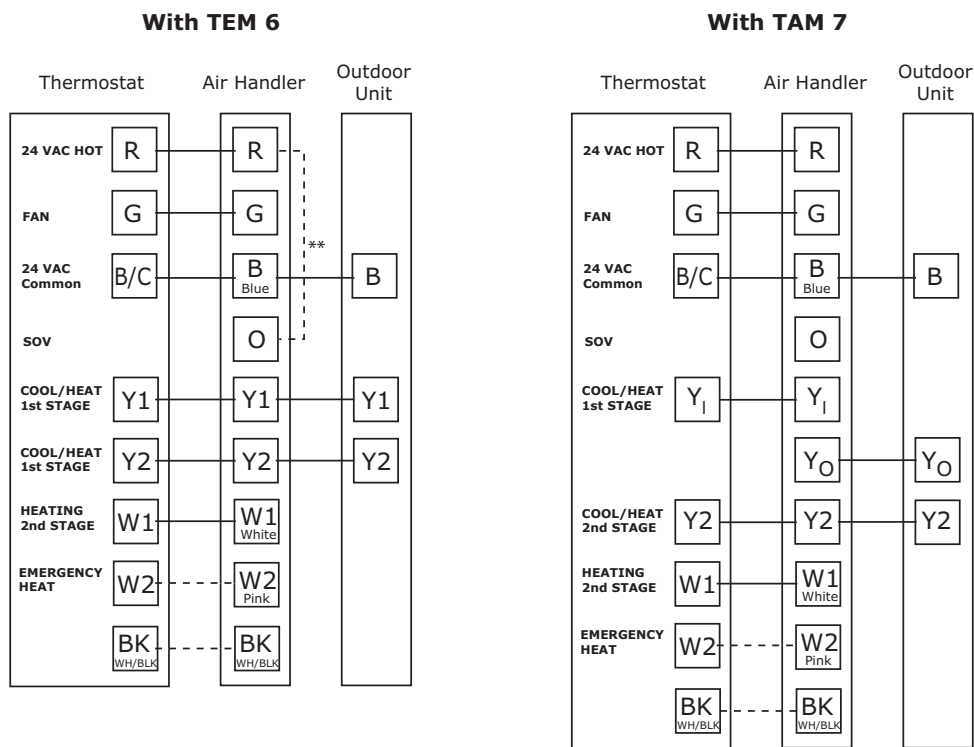 With TEM 6
Thermostat
Air Handler
Outdoor
Unit
24 VAC HOT
R
R
FAN
G
G
**
24 VAC
Common
B/C
B
Blue
B
SOV
O
COOL/HEAT
1st STAGE
Y1
Y1
Y1
COOL/HEAT
1st STAGE
Y2
Y2
Y2
HEATING
2nd STAGE
W1
W1
White
EMERGENCY
HEAT
W2
W2
Pink
BK
WH/BLK
BK
WH/BLK
With TAM 7
Thermostat
Air Handler
Outdoor
Unit
24 VAC HOT
R
R
FAN
G
G
24 VAC
Common
B/C
B
Blue
B
SOV
O
COOL/HEAT
1st STAGE
YI
YI
YO
YO
COOL/HEAT
2nd STAGE
Y2
Y2
Y2
HEATING
2nd STAGE
W1
W1
White
EMERGENCY
HEAT
W2
W2
Pink
BK
WH/BLK
BK
WH/BLK